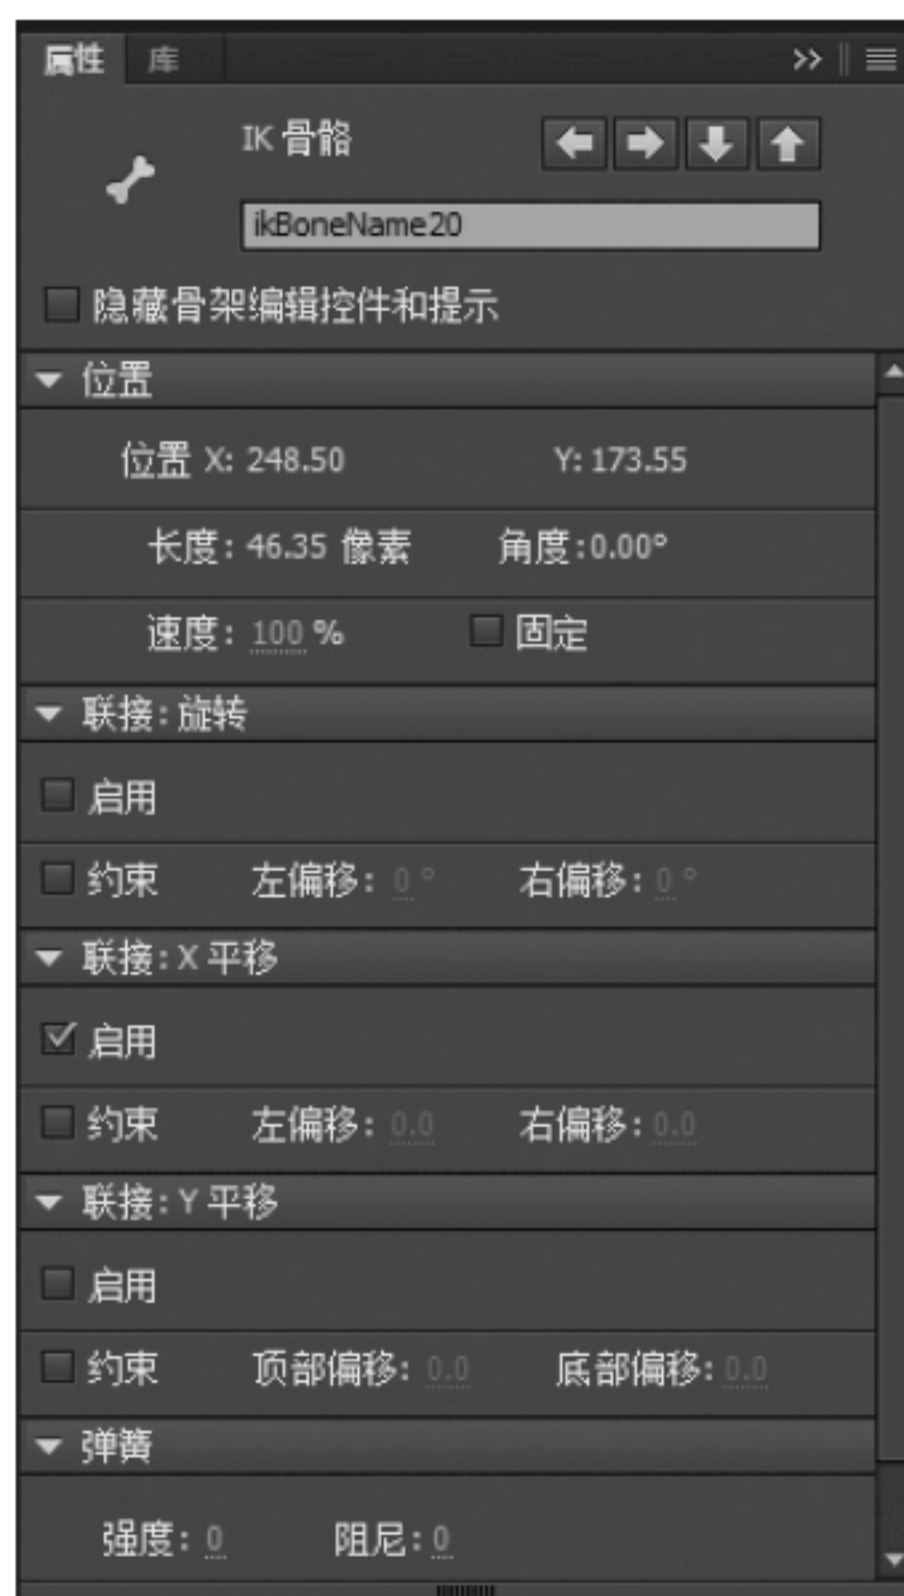 属性 库
IK 骨骼
ikBoneName20
隐藏骨架编辑控件和提示
位置
位置 X: 248.50 Y: 173.55
长度: 46.35 像素 角度:0.00°
速度: 100 % 固定
联接:旋转
启用
约束 左偏移: 0 ° 右偏移: 0 °
联接:X 平移
启用
约束 左偏移: 0.0 右偏移: 0.0
联接:Y 平移
启用
约束 顶部偏移: 0.0 底部偏移: 0.0
弹簧
强度: 0 阻尼: 0